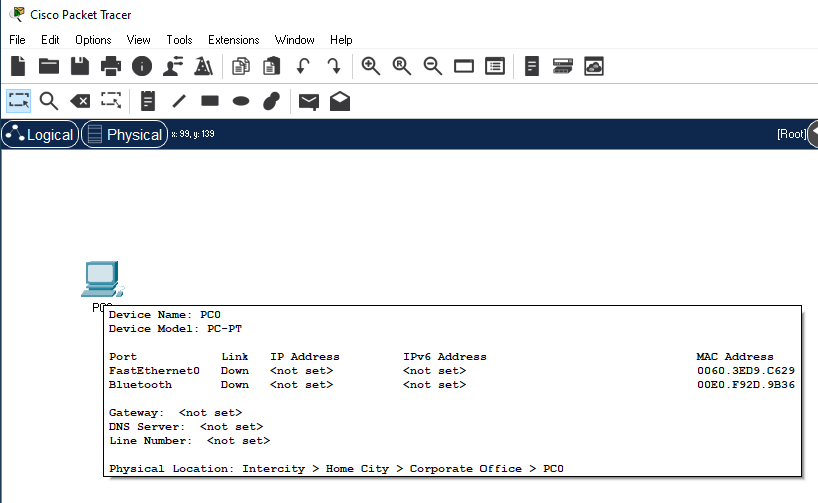 Cisco Packet Tracer
File Edit Options View Tools Extensions Window Help
Logical Physical x: 99, y: 139 [Root]
Device Name: PC0
Device Model: PC-PT
Port Link IP Address IPv6 Address MAC Address
FastEthernet0 Down <not set> <not set> 0060.3ED9.C629
Bluetooth Down <not set> <not set> 00E0.F92D.9B36
Gateway: <not set>
DNS Server: <not set>
Line Number: <not set>
Physical Location: Intercity > Home City > Corporate Office > PC0